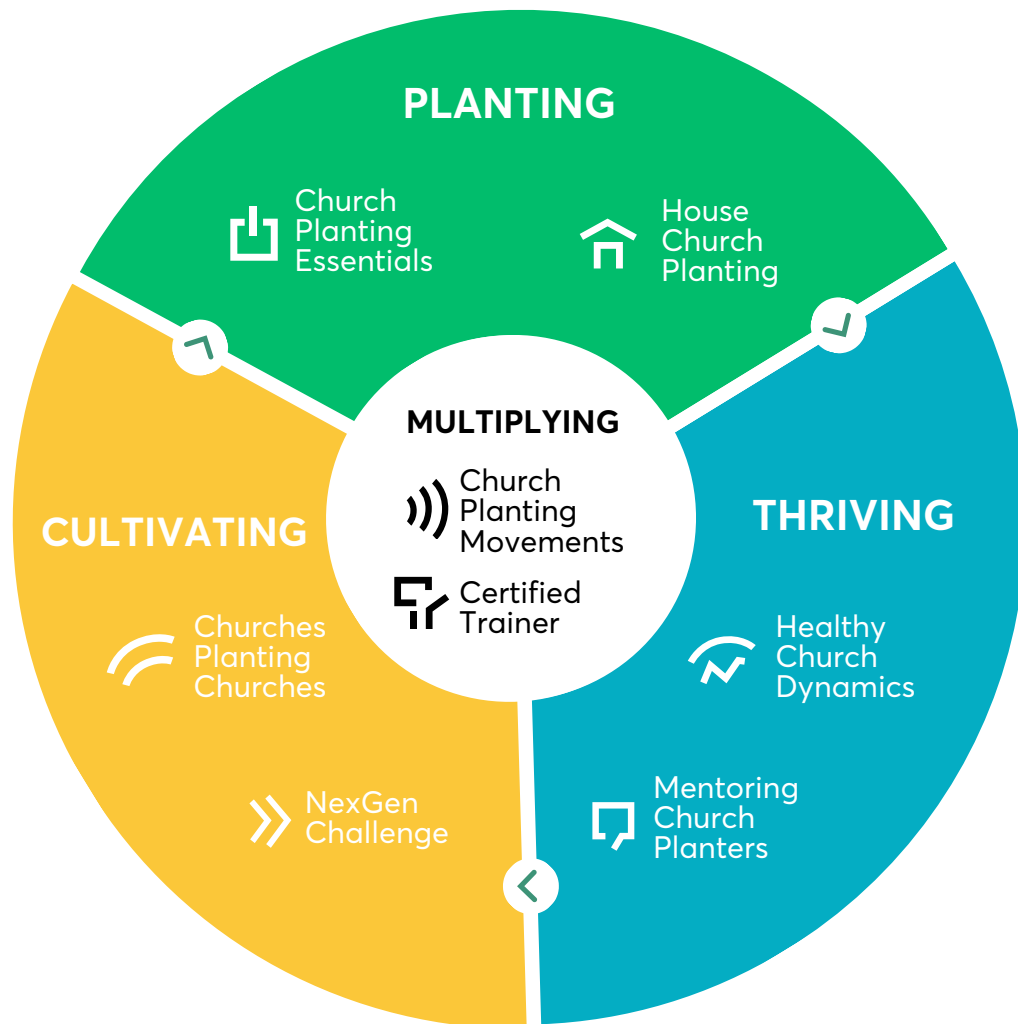 PLANTING
Church
Planting
Essentials
House
Church
Planting
MULTIPLYING
Church
Planting
Movements
Certified
Trainer
THRIVING
Healthy
Church
Dynamics
Mentoring
Church
Planters
CULTIVATING
Churches
Planting
Churches
NexGen
Challenge